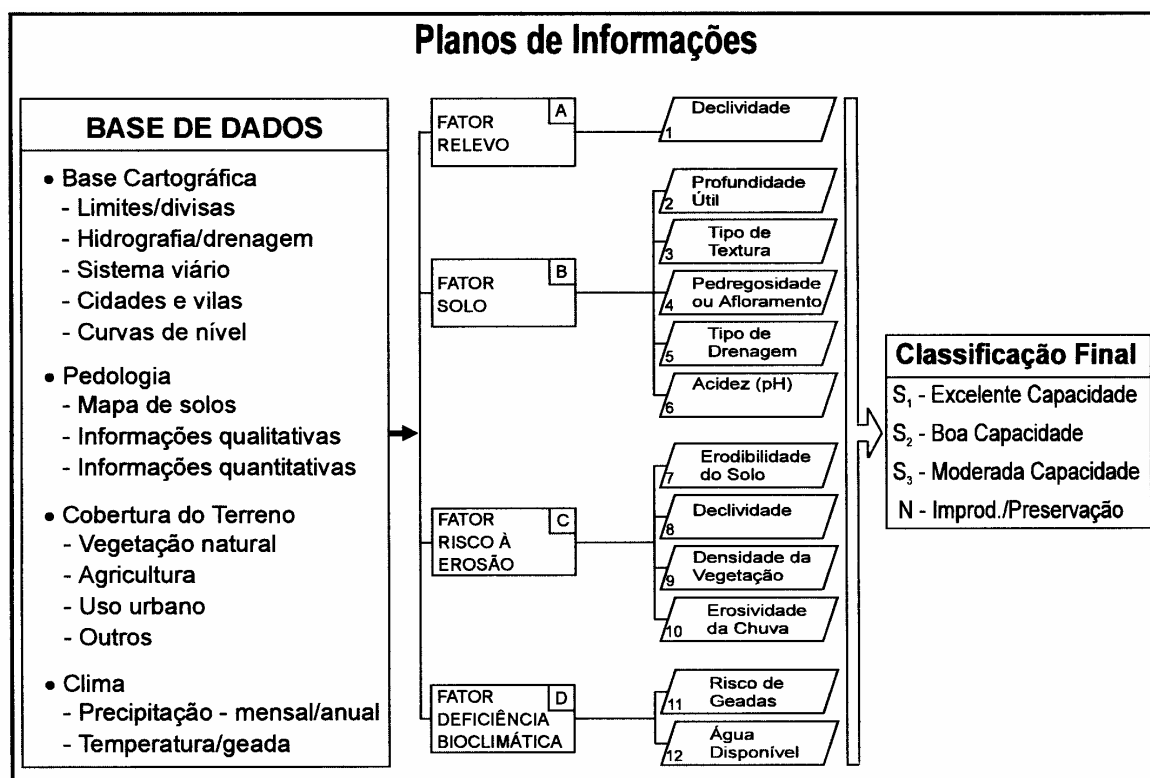 Planos de Informações
BASE DE DADOS
• Base Cartográfica
- Limites/divisas
- Hidrografia/drenagem
- Sistema viário
- Cidades e vilas
- Curvas de nível
• Pedologia
- Mapa de solos
- Informações qualitativas
- Informações quantitativas
• Cobertura do Terreno
- Vegetação natural
- Agricultura
- Uso urbano
- Outros
• Clima
- Precipitação - mensal/anual
- Temperatura/geada
A
FATOR
RELEVO
B
FATOR
SOLO
C
FATOR
RISCO À
EROSÃO
D
FATOR
DEFICIÊNCIA
BIOCLIMÁTICA
Declividade
1
Profundidade
2 Útil
Tipo de
3 Textura
Pedregosidade
4 ou Afloramento
Tipo de
5 Drenagem
Acidez (pH)
6
Erodibilidade
7 do Solo
Declividade
8
Densidade da
9 Vegetação
Erosividade
10 da Chuva
Risco de
11 Geadas
Água
12 Disponível
Classificação Final
S₁ - Excelente Capacidade
S₂ - Boa Capacidade
S₃ - Moderada Capacidade
N - Improd./Preservação